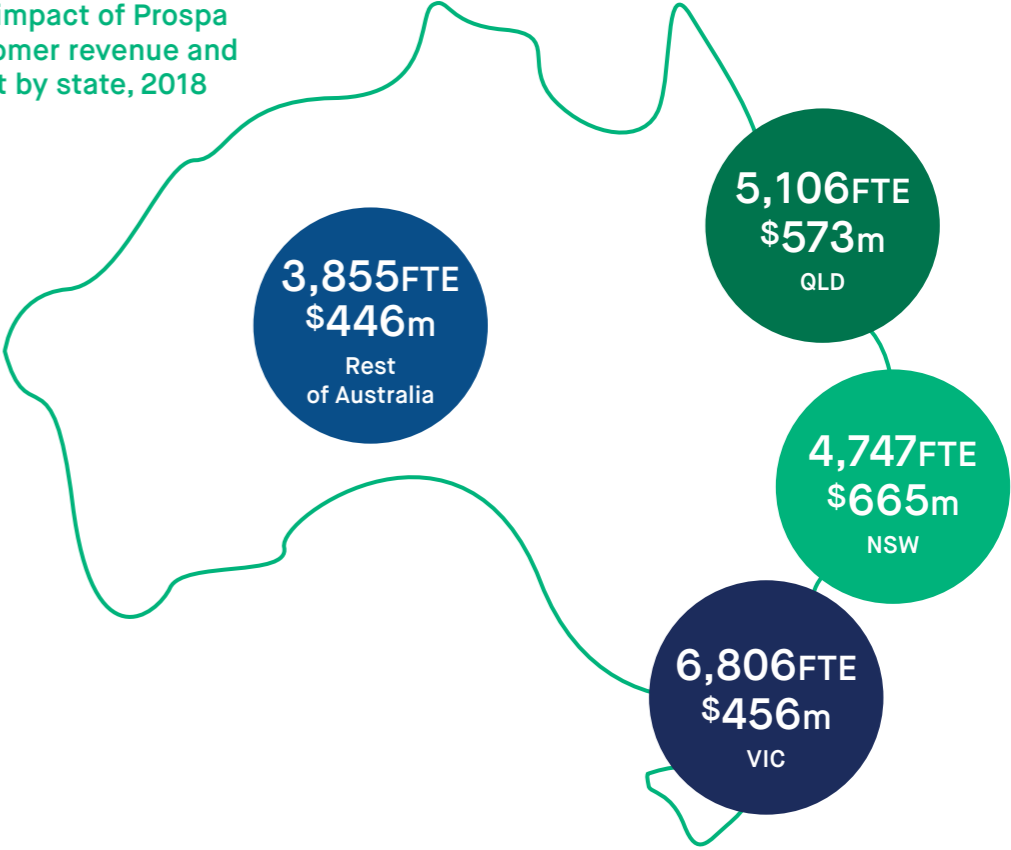 impact of Prospa
omer revenue and
t by state, 2018
5,106FTE
$573m
QLD
3,855FTE
$446m
Rest
of Australia
4,747FTE
$665m
NSW
6,806FTE
$456m
VIC